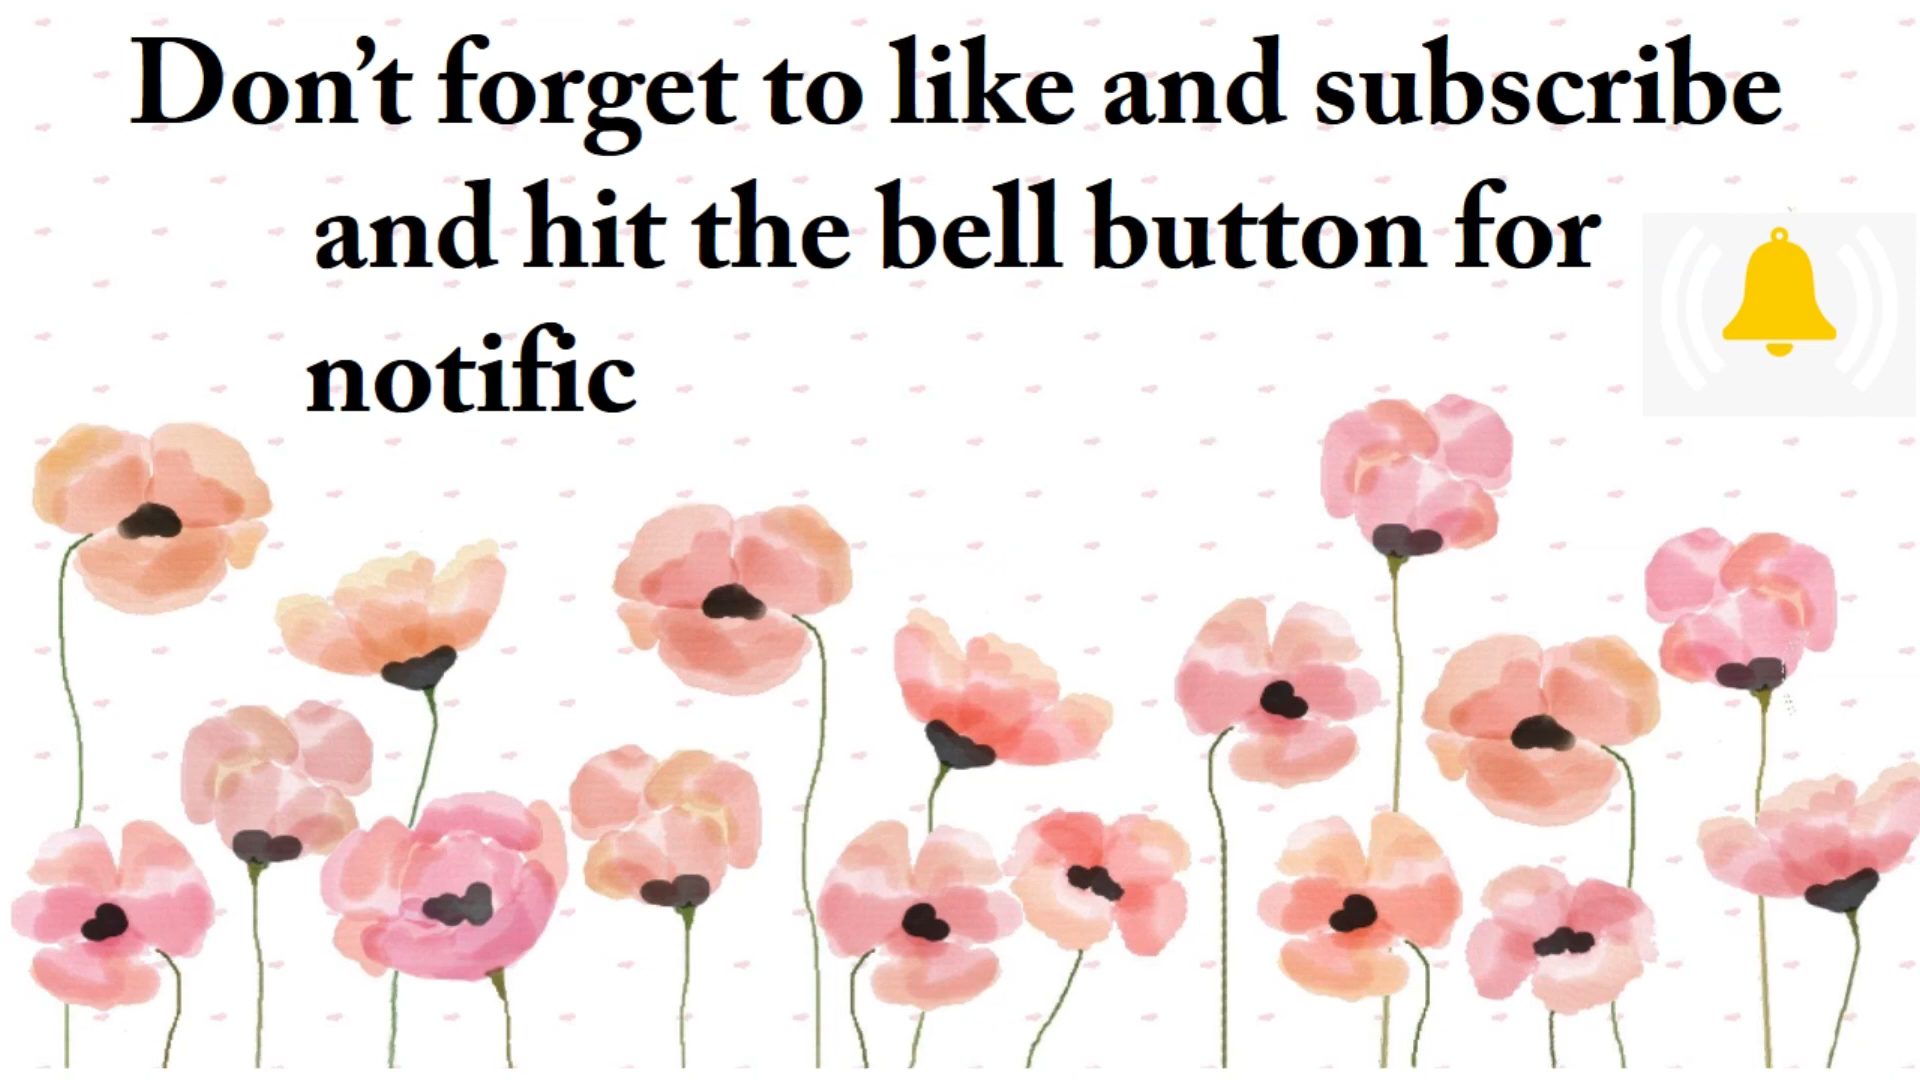 Don’t forget to like and subscribe
and hit the bell button for
notific